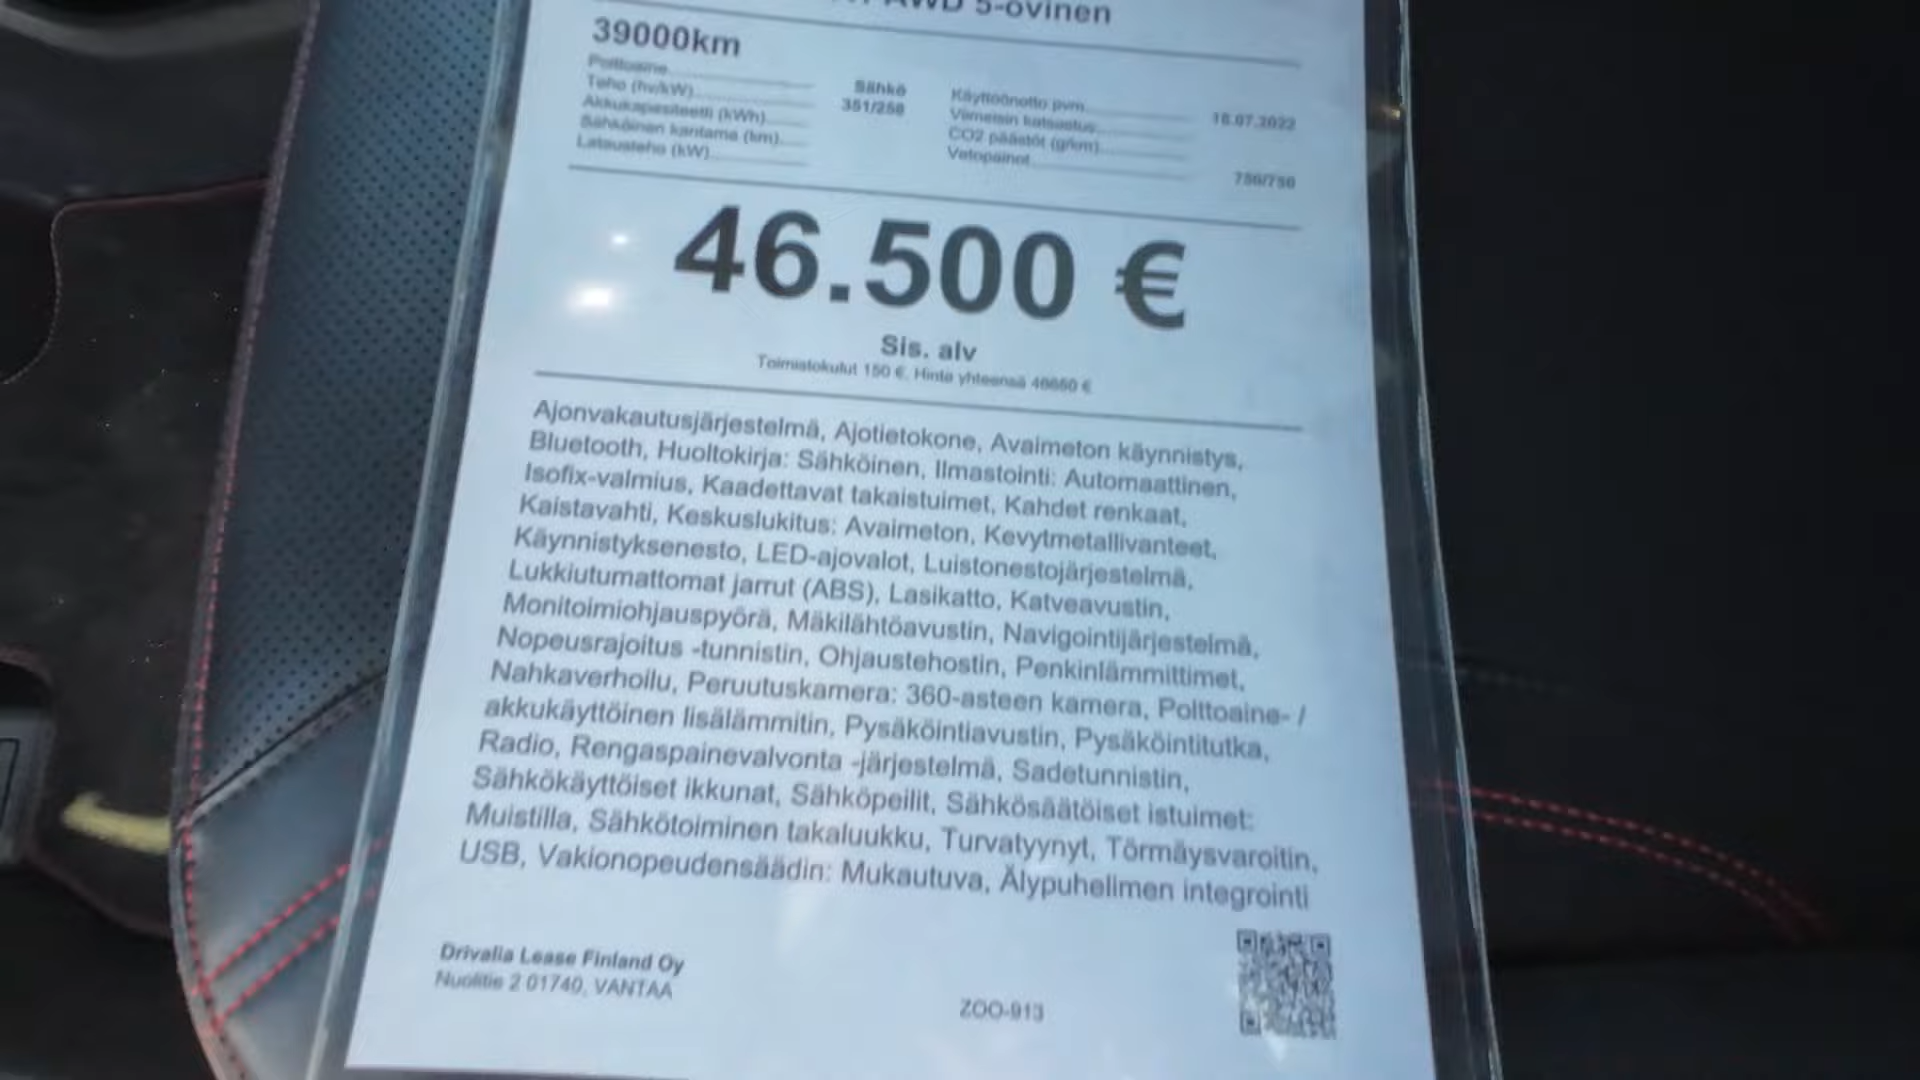 AWD 5-ovinen
39000km
Polttoaine Sähkö
Teho (hv/kW) 351/258
Akkukapasiteetti (kWh)
Sähköinen kantama (km)
Latausteho (kW)
Käyttöönotto pvm 18.07.2022
Viimeisin katsastus
CO2 päästöt (g/km)
Vetopainot 750/750
46.500 €
Sis. alv
Toimistokulut 150 €. Hinta yhteensä 46650 €
Ajonvakautusjärjestelmä, Ajotietokone, Avaimeton käynnistys,
Bluetooth, Huoltokirja: Sähköinen, Ilmastointi: Automaattinen,
Isofix-valmius, Kaadettavat takaistuimet, Kahdet renkaat,
Kaistavahti, Keskuslukitus: Avaimeton, Kevytmetallivanteet,
Käynnistyksenesto, LED-ajovalot, Luistonestojärjestelmä,
Lukkiutumattomat jarrut (ABS), Lasikatto, Katveavustin,
Monitoimiohjauspyörä, Mäkilähtöavustin, Navigointijärjestelmä,
Nopeusrajoitus -tunnistin, Ohjaustehostin, Penkinlämmittimet,
Nahkaverhoilu, Peruutuskamera: 360-asteen kamera, Polttoaine- /
akkukäyttöinen lisälämmitin, Pysäköintiavustin, Pysäköintitutka,
Radio, Rengaspainevalvonta -järjestelmä, Sadetunnistin,
Sähkökäyttöiset ikkunat, Sähköpeilit, Sähkösäätöiset istuimet:
Muistilla, Sähkötoiminen takaluukku, Turvatyynyt, Törmäysvaroitin,
USB, Vakionopeudensäädin: Mukautuva, Älypuhelimen integrointi
Drivalia Lease Finland Oy
Nuolitie 2 01740, VANTAA
ZOO-913